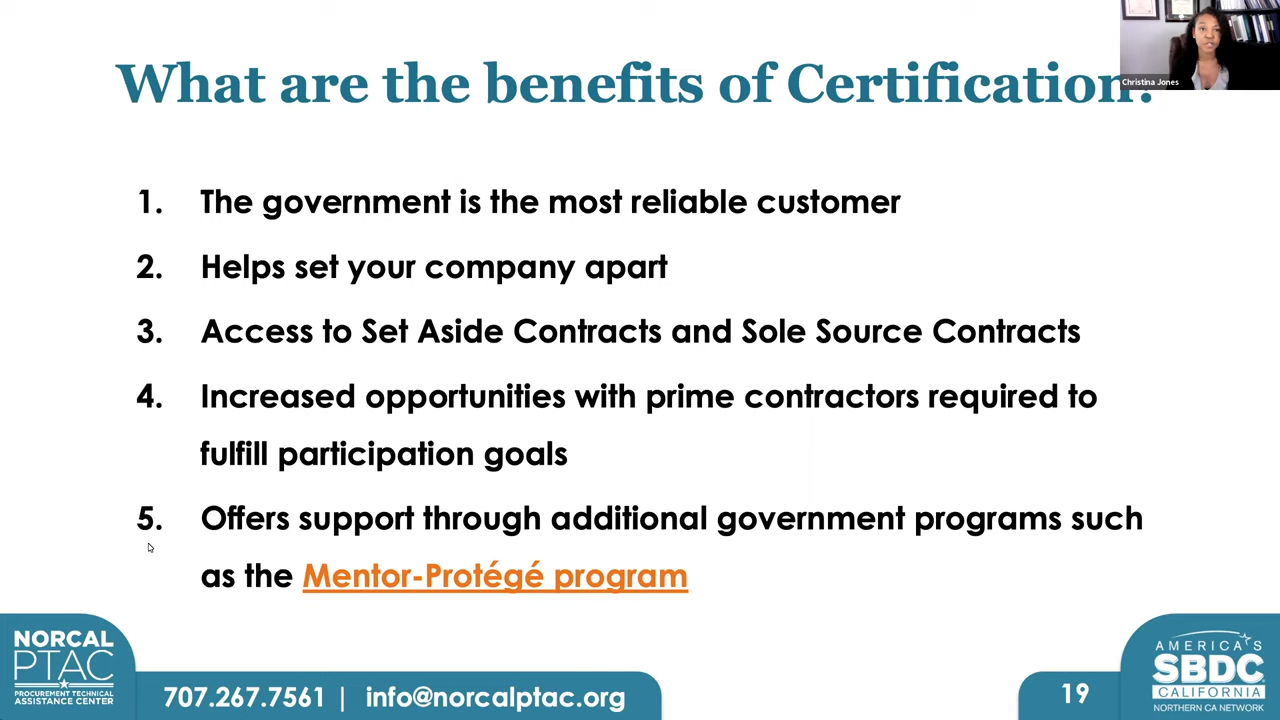 What are the benefits of Certification?
Christina Jones
1. The government is the most reliable customer
2. Helps set your company apart
3. Access to Set Aside Contracts and Sole Source Contracts
4. Increased opportunities with prime contractors required to
fulfill participation goals
5. Offers support through additional government programs such
as the Mentor-Protégé program
NORCAL
PTAC
PROCUREMENT TECHNICAL
ASSISTANCE CENTER
707.267.7561 | info@norcalptac.org
19
AMERICA'S
SBDC
CALIFORNIA
NORTHERN CA NETWORK